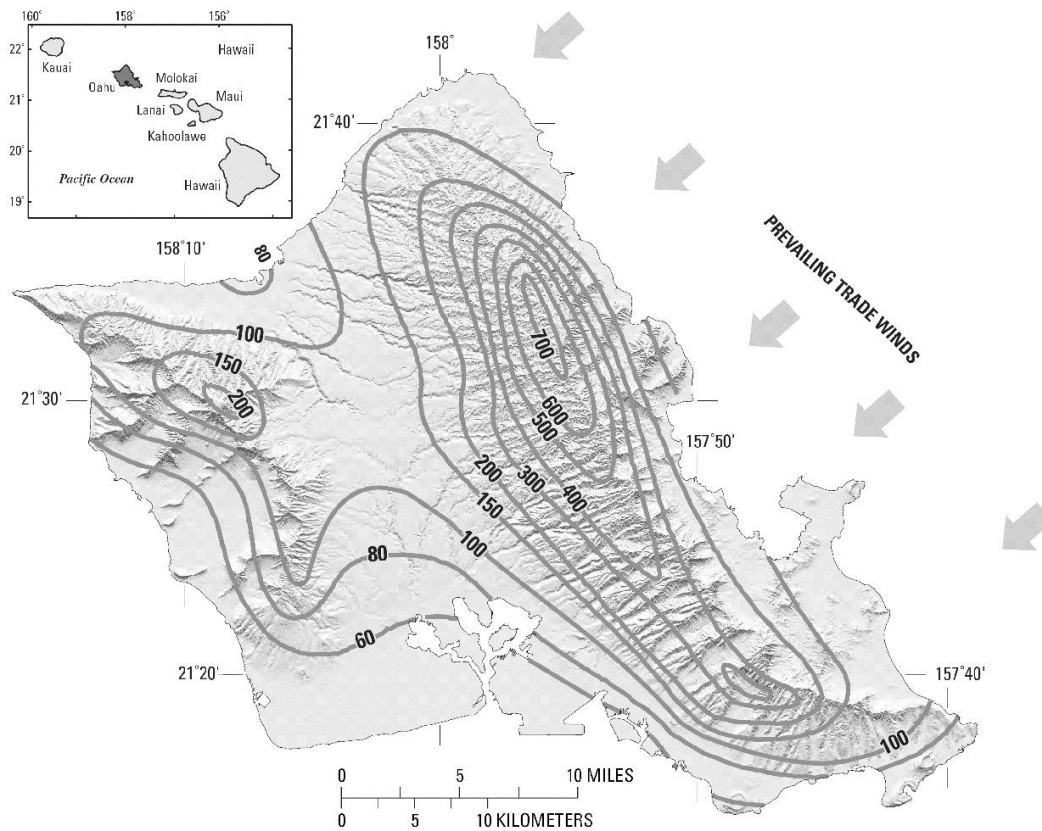 160°
158°
156°
22°
21°
20°
19°
Hawaii
Kauai
Oahu
Molokai
Lanai
Maui
Kahoolawe
Hawaii
Pacific Ocean
158°
21°40'
158°10'
PREVAILING TRADE WINDS
80
100
150
200
700
600
500
21°30'
157°50'
200
300
400
150
100
80
60
21°20'
157°40'
100
0 5 10 MILES
0 5 10 KILOMETERS